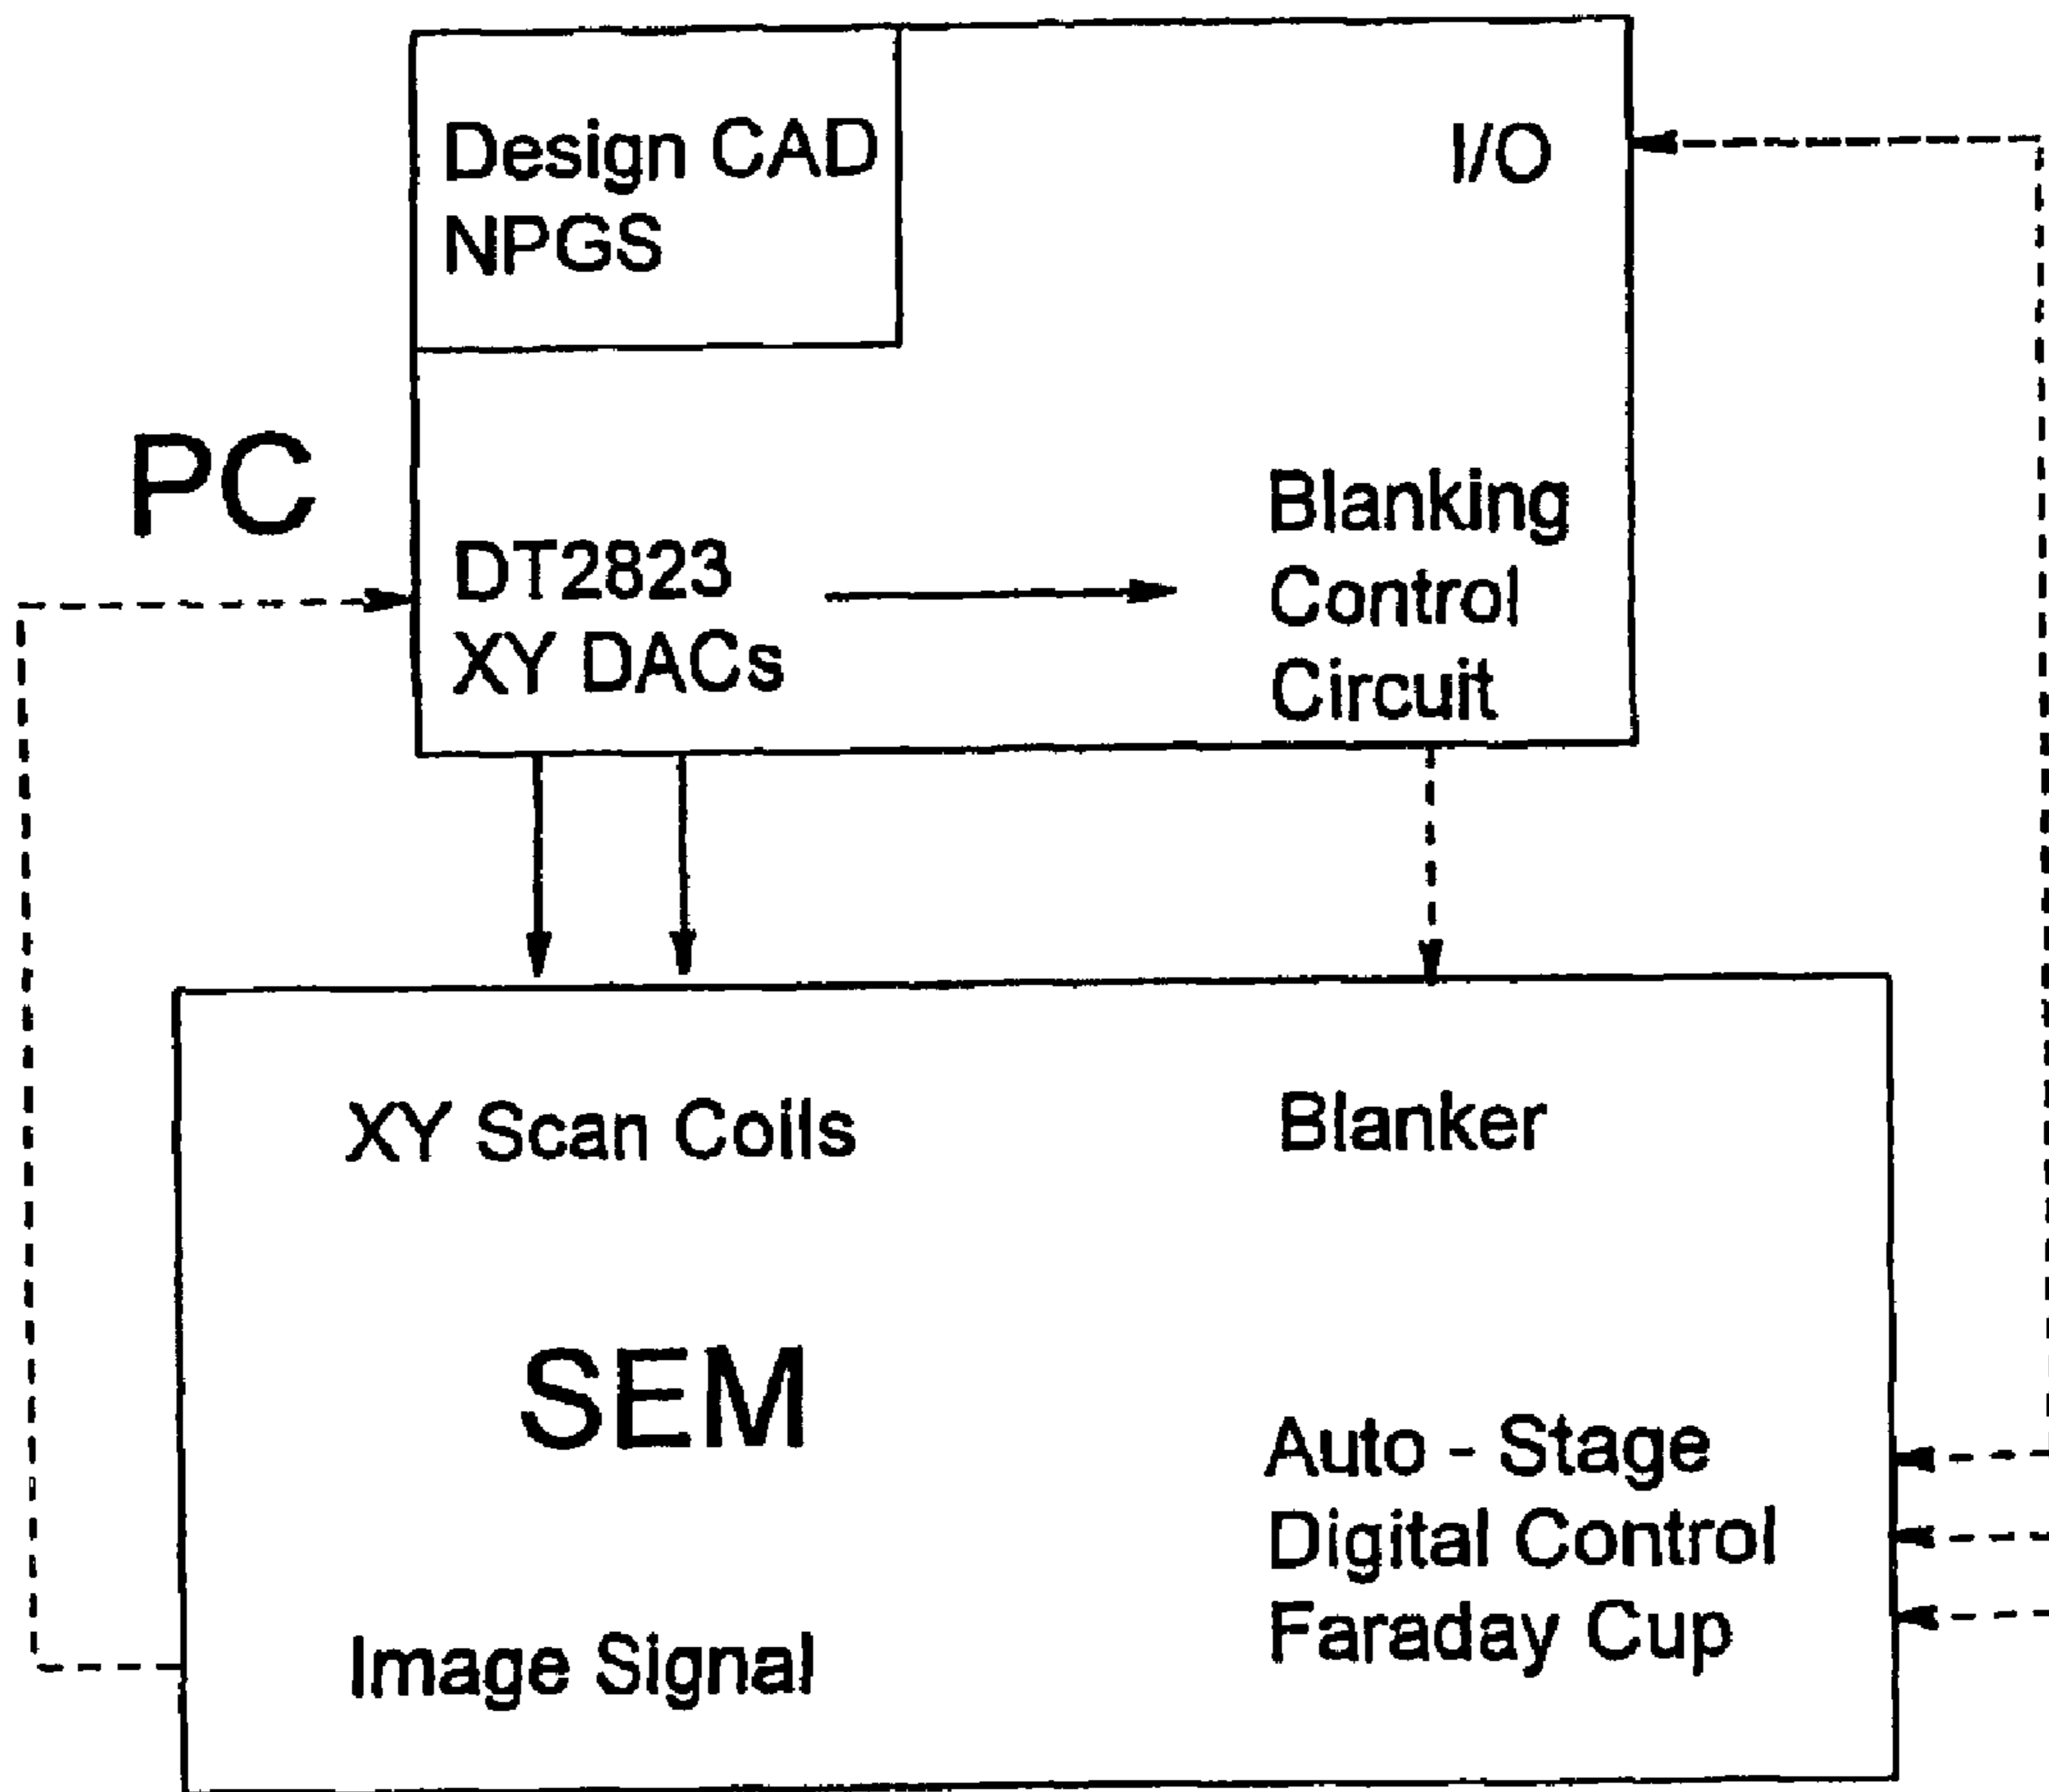 Design CAD
NPGS
I/O
PC
DT2823
XY DACs
Blanking
Control
Circuit
XY Scan Coils
Blanker
SEM
Auto - Stage
Digital Control
Faraday Cup
Image Signal